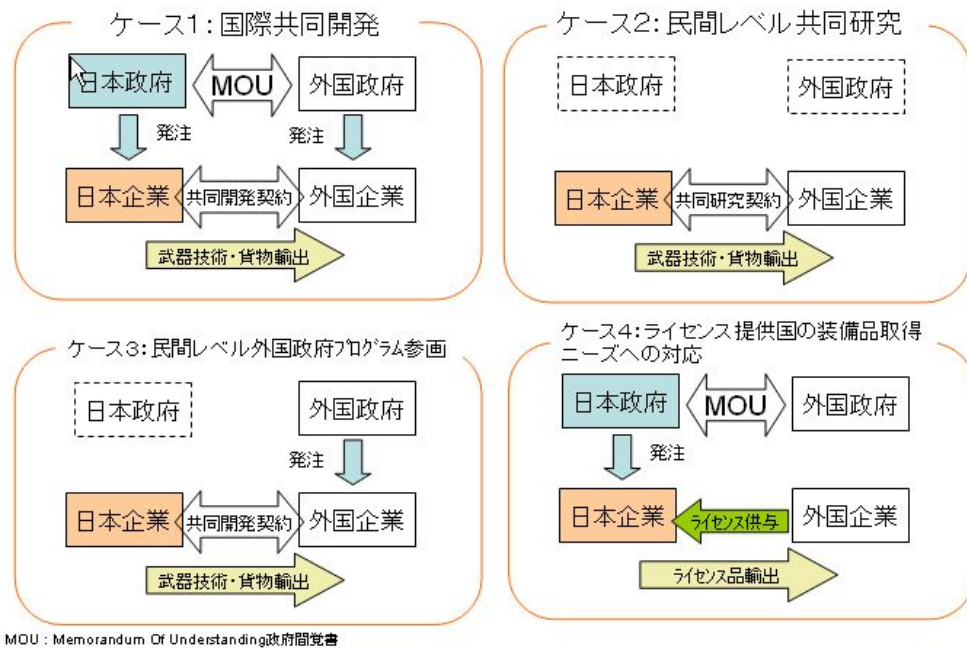 ケース1：国際共同開発
日本政府
MOU
外国政府
発注
発注
日本企業
共同開発契約
外国企業
武器技術・貨物輸出
ケース2：民間レベル共同研究
日本政府
外国政府
日本企業
共同研究契約
外国企業
武器技術・貨物輸出
ケース3：民間レベル外国政府プログラム参画
日本政府
外国政府
発注
日本企業
共同開発契約
外国企業
武器技術・貨物輸出
ケース4：ライセンス提供国の装備品取得
ニーズへの対応
日本政府
MOU
外国政府
発注
日本企業
ライセンス供与
外国企業
ライセンス品輸出
MOU：Memorandum Of Understanding政府間覚書